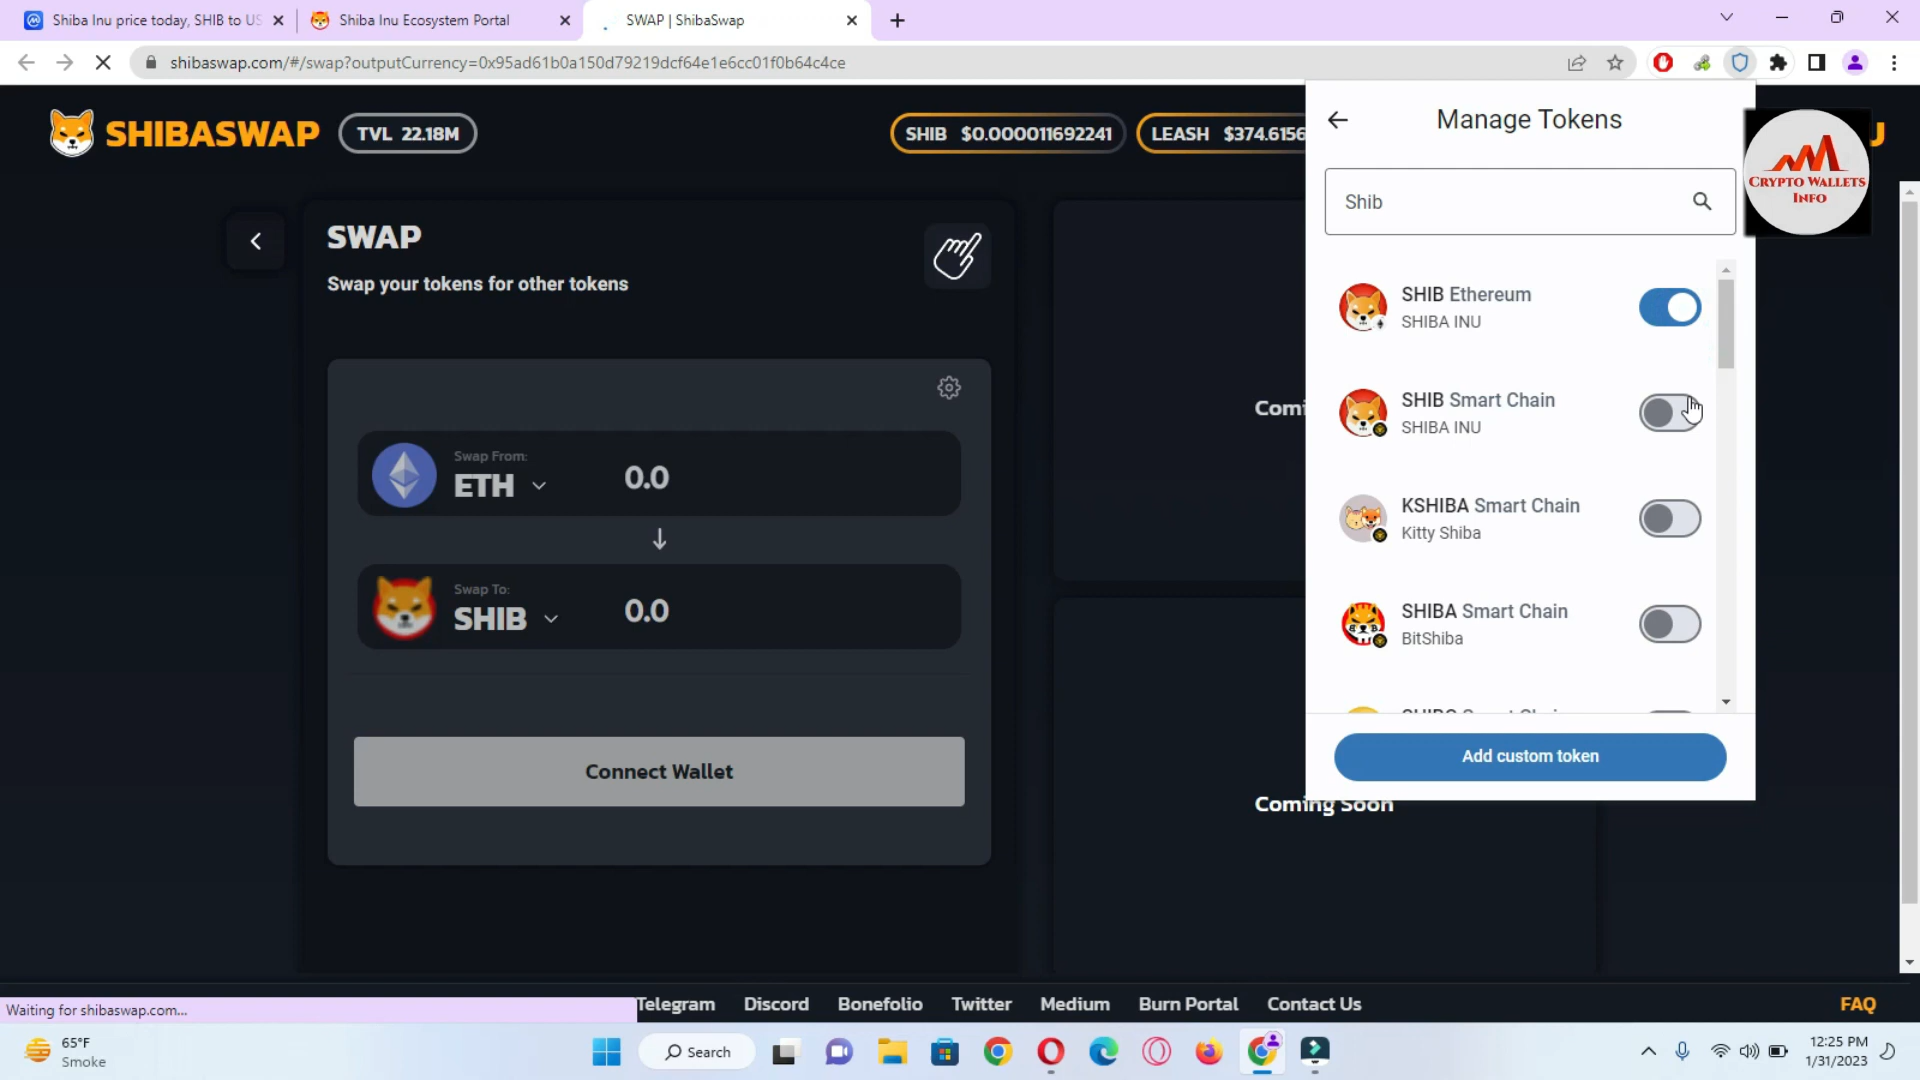 Shiba Inu price today, SHIB to US
Shiba Inu Ecosystem Portal
SWAP | ShibaSwap
shibaswap.com/#/swap?outputCurrency=0x95ad61b0a150d79219dcf64e1e6cc01f0b64c4ce
SHIBASWAP
TVL 22.18M
SHIB $0.000011692241
LEASH $374.6156
Manage Tokens
CRYPTO WALLETS
INFO
Shib
SWAP
Swap your tokens for other tokens
Swap From:
ETH
0.0
Swap To:
SHIB
0.0
Connect Wallet
SHIB Ethereum
SHIBA INU
SHIB Smart Chain
SHIBA INU
KSHIBA Smart Chain
Kitty Shiba
SHIBA Smart Chain
BitShiba
Add custom token
Coming Soon
Waiting for shibaswap.com...
Telegram
Discord
Bonefolio
Twitter
Medium
Burn Portal
Contact Us
FAQ
65°F
Smoke
Search
12:25 PM
1/31/2023